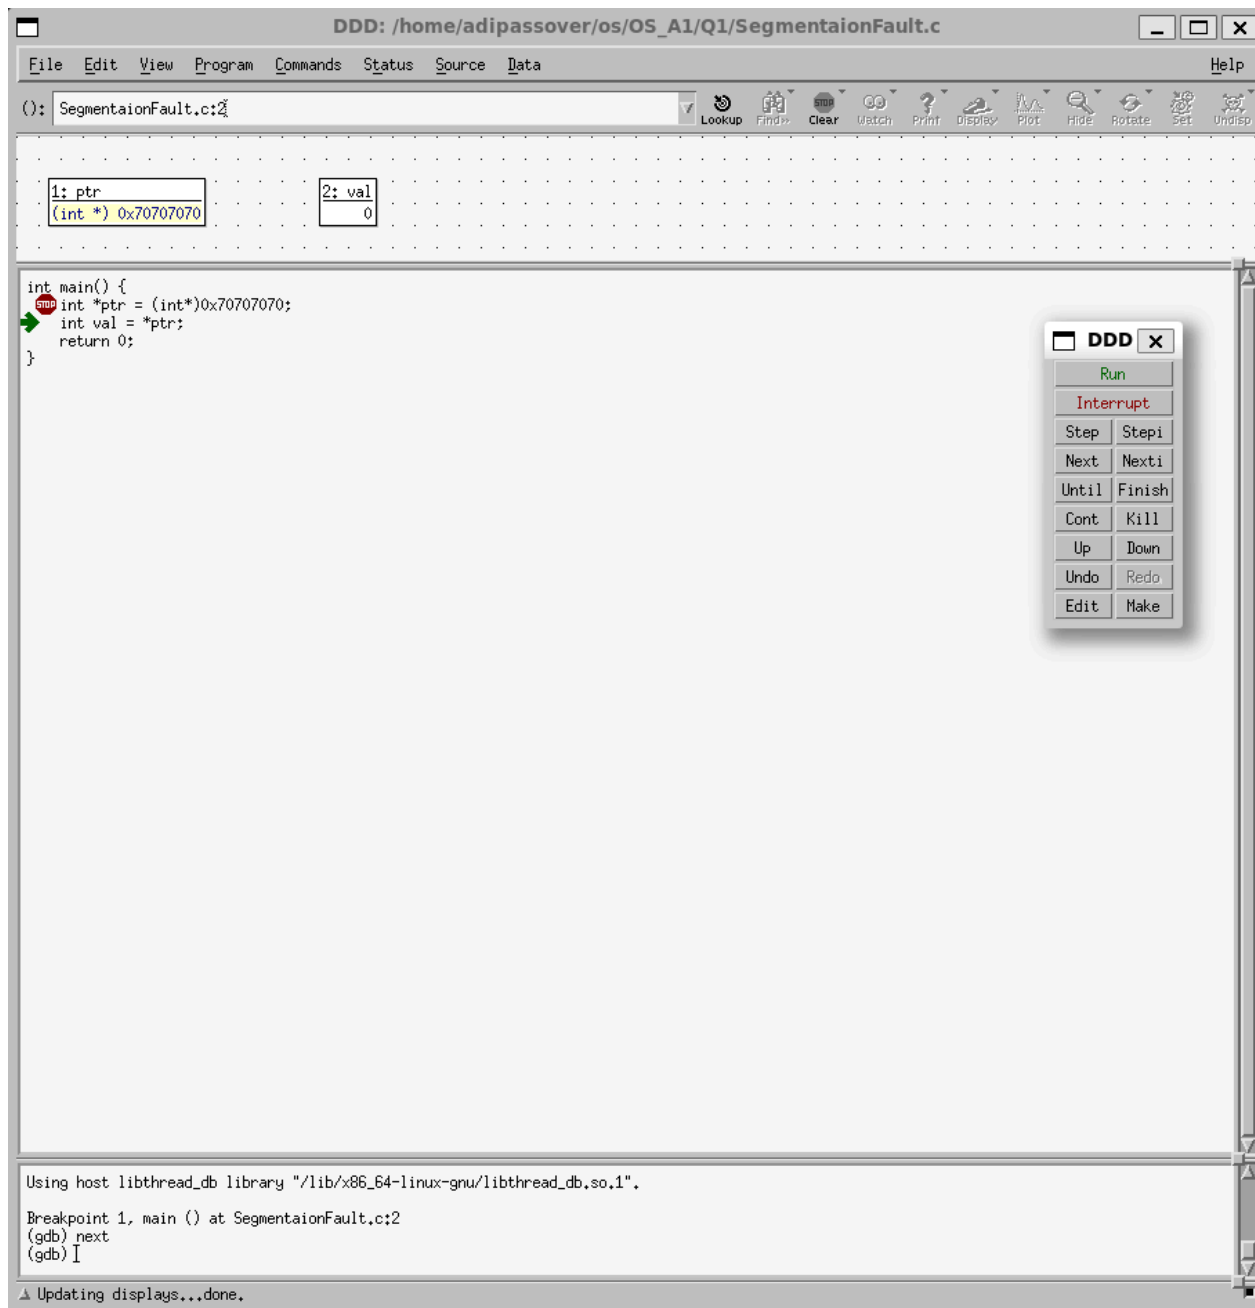 DDD: /home/adipassover/os/OS_A1/Q1/SegmentaionFault.c
File Edit View Program Commands Status Source Data Help
(): SegmentaionFault.c:2
Lookup Find» Clear Watch Print Display Plot Hide Rotate Set Undisp
STOP
1: ptr
(int *) 0x70707070
2: val
0
int main() {
STOP int *ptr = (int*)0x70707070;
int val = *ptr;
return 0;
}
DDD
Run
Interrupt
Step Stepi
Next Nexti
Until Finish
Cont Kill
Up Down
Undo Redo
Edit Make
Using host libthread_db library "/lib/x86_64-linux-gnu/libthread_db.so.1".
Breakpoint 1, main () at SegmentaionFault.c:2
(gdb) next
(gdb)
Updating displays...done.